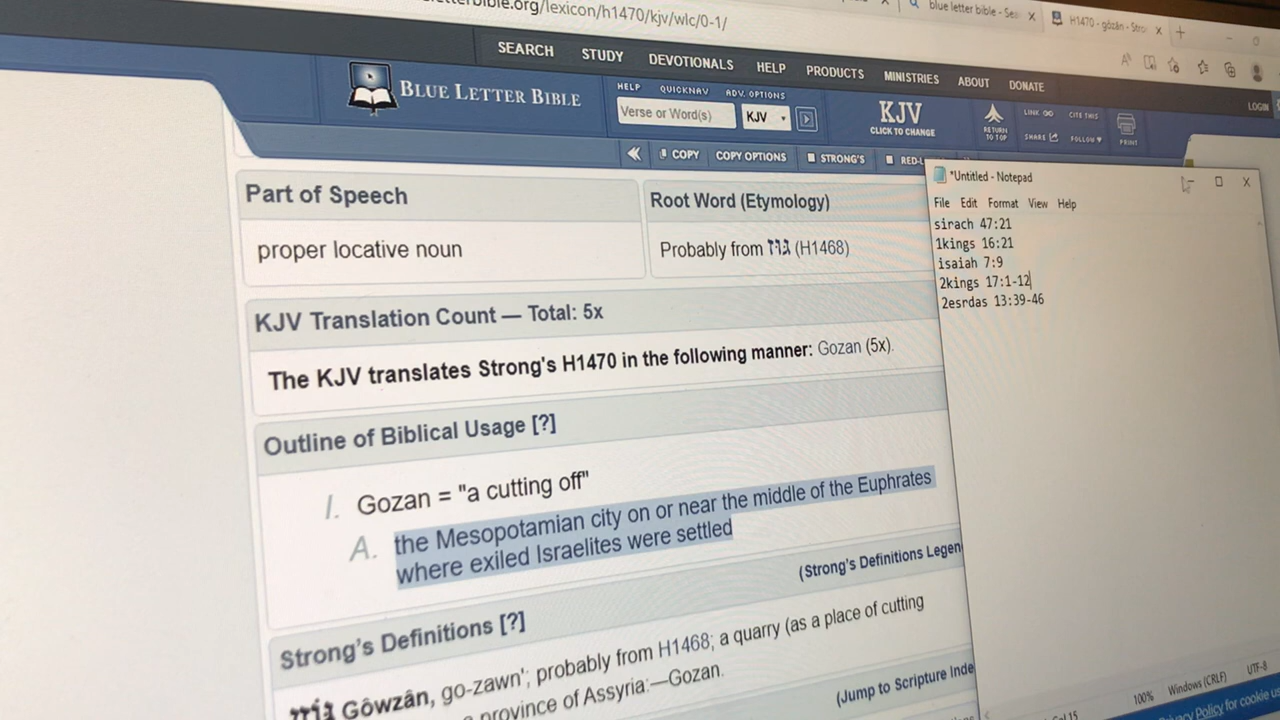 letterbible.org/lexicon/h1470/kjv/wlc/0-1/
blue letter bible - Sea
H1470 - gôzān - Stro
SEARCH STUDY DEVOTIONALS HELP PRODUCTS MINISTRIES ABOUT DONATE
LOGIN
BLUE LETTER BIBLE
HELP QUICKNAV ADV. OPTIONS
Verse or Word(s) KJV
KJV
CLICK TO CHANGE
RETURN TO TOP
LINK CITE THIS
SHARE FOLLOW
PRINT
COPY COPY OPTIONS STRONG'S RED-L
Part of Speech
proper locative noun
Root Word (Etymology)
Probably from גּוּז (H1468)
KJV Translation Count — Total: 5x
The KJV translates Strong's H1470 in the following manner: Gozan (5x).
Outline of Biblical Usage [?]
I. Gozan = "a cutting off"
A. the Mesopotamian city on or near the middle of the Euphrates
where exiled Israelites were settled
(Strong's Definitions Legen
Strong's Definitions [?]
גּוֹזָן Gôwzân, go-zawn'; probably from H1468; a quarry (as a place of cutting
a province of Assyria:—Gozan.
(Jump to Scripture Inde
*Untitled - Notepad
File Edit Format View Help
sirach 47:21
1kings 16:21
isaiah 7:9
2kings 17:1-12
2esrdas 13:39-46
Col 15 100% Windows (CRLF) UTF-8
Privacy Policy for cookie us